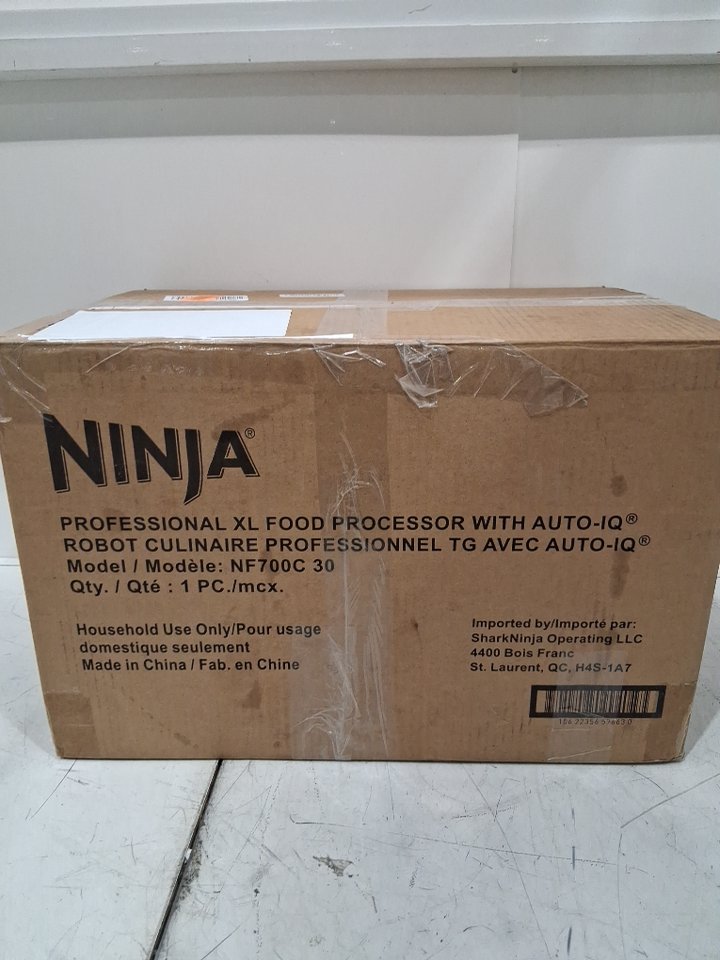 NINJA®
PROFESSIONAL XL FOOD PROCESSOR WITH AUTO-IQ®
ROBOT CULINAIRE PROFESSIONNEL TG AVEC AUTO-IQ®
Model / Modèle: NF700C 30
Qty. / Qté : 1 PC./mcx.
Household Use Only/Pour usage
domestique seulement
Made in China / Fab. en Chine
Imported by/Importé par:
SharkNinja Operating LLC
4400 Bois Franc
St. Laurent, QC, H4S-1A7